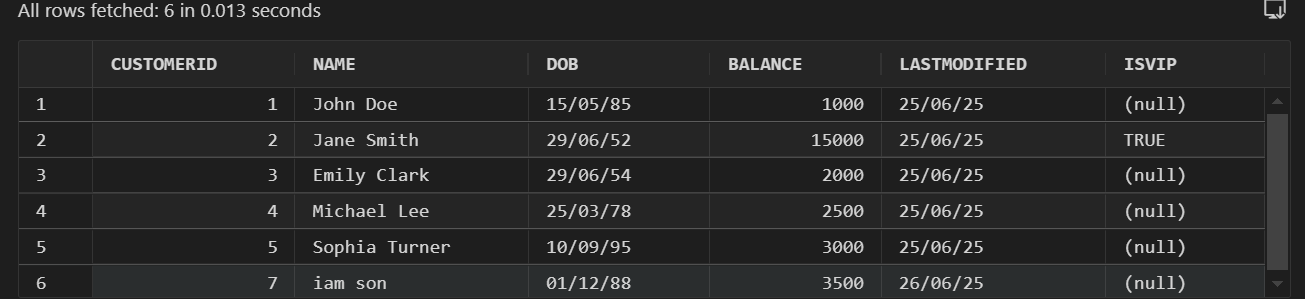 All rows fetched: 6 in 0.013 seconds
CUSTOMERID NAME DOB BALANCE LASTMODIFIED ISVIP
1 1 John Doe 15/05/85 1000 25/06/25 (null)
2 2 Jane Smith 29/06/52 15000 25/06/25 TRUE
3 3 Emily Clark 29/06/54 2000 25/06/25 (null)
4 4 Michael Lee 25/03/78 2500 25/06/25 (null)
5 5 Sophia Turner 10/09/95 3000 25/06/25 (null)
6 7 iam son 01/12/88 3500 26/06/25 (null)